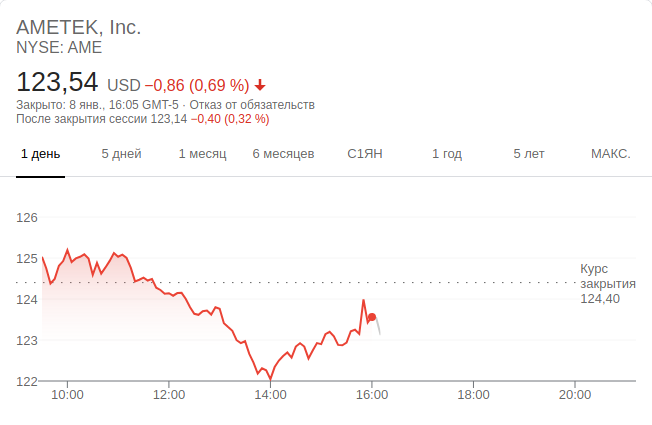 AMETEK, Inc.
NYSE: AME
123,54 USD −0,86 (0,69 %)
Закрыто: 8 янв., 16:05 GMT-5 · Отказ от обязательств
После закрытия сессии 123,14 −0,40 (0,32 %)
1 день 5 дней 1 месяц 6 месяцев С1ЯН 1 год 5 лет МАКС.
126
125
Курс
закрытия
124,40
124
123
122
10:00 12:00 14:00 16:00 18:00 20:00